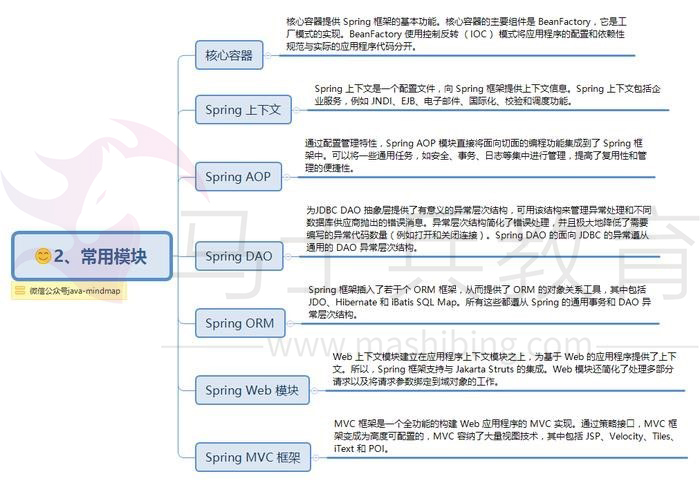 核心容器提供 Spring 框架的基本功能。核心容器的主要组件是 BeanFactory，它是工
厂模式的实现。BeanFactory 使用控制反转 （IOC） 模式将应用程序的配置和依赖性
规范与实际的应用程序代码分开。
核心容器
Spring 上下文是一个配置文件，向 Spring 框架提供上下文信息。Spring 上下文包括企
业服务，例如 JNDI、EJB、电子邮件、国际化、校验和调度功能。
Spring 上下文
通过配置管理特性，Spring AOP 模块直接将面向切面的编程功能集成到了 Spring 框
架中。可以将一些通用任务，如安全、事务、日志等集中进行管理，提高了复用性和管
理的便捷性。
Spring AOP
为JDBC DAO 抽象层提供了有意义的异常层次结构，可用该结构来管理异常处理和不同
数据库供应商抛出的错误消息。异常层次结构简化了错误处理，并且极大地降低了需要
编写的异常代码数量（例如打开和关闭连接）。Spring DAO 的面向 JDBC 的异常遵从
通用的 DAO 异常层次结构。
2、常用模块
Spring DAO
微信公众号java-mindmap
马士兵教育
Spring 框架插入了若干个 ORM 框架，从而提供了 ORM 的对象关系工具，其中包括
JDO、Hibernate 和 iBatis SQL Map。所有这些都遵从 Spring 的通用事务和 DAO 异
常层次结构。
Spring ORM
www.mashibing.com
Web 上下文模块建立在应用程序上下文模块之上，为基于 Web 的应用程序提供了上下
文。所以，Spring 框架支持与 Jakarta Struts 的集成。Web 模块还简化了处理多部分
请求以及将请求参数绑定到域对象的工作。
Spring Web 模块
MVC 框架是一个全功能的构建 Web 应用程序的 MVC 实现。通过策略接口，MVC 框
架变成为高度可配置的，MVC 容纳了大量视图技术，其中包括 JSP、Velocity、Tiles、
iText 和 POI。
Spring MVC 框架